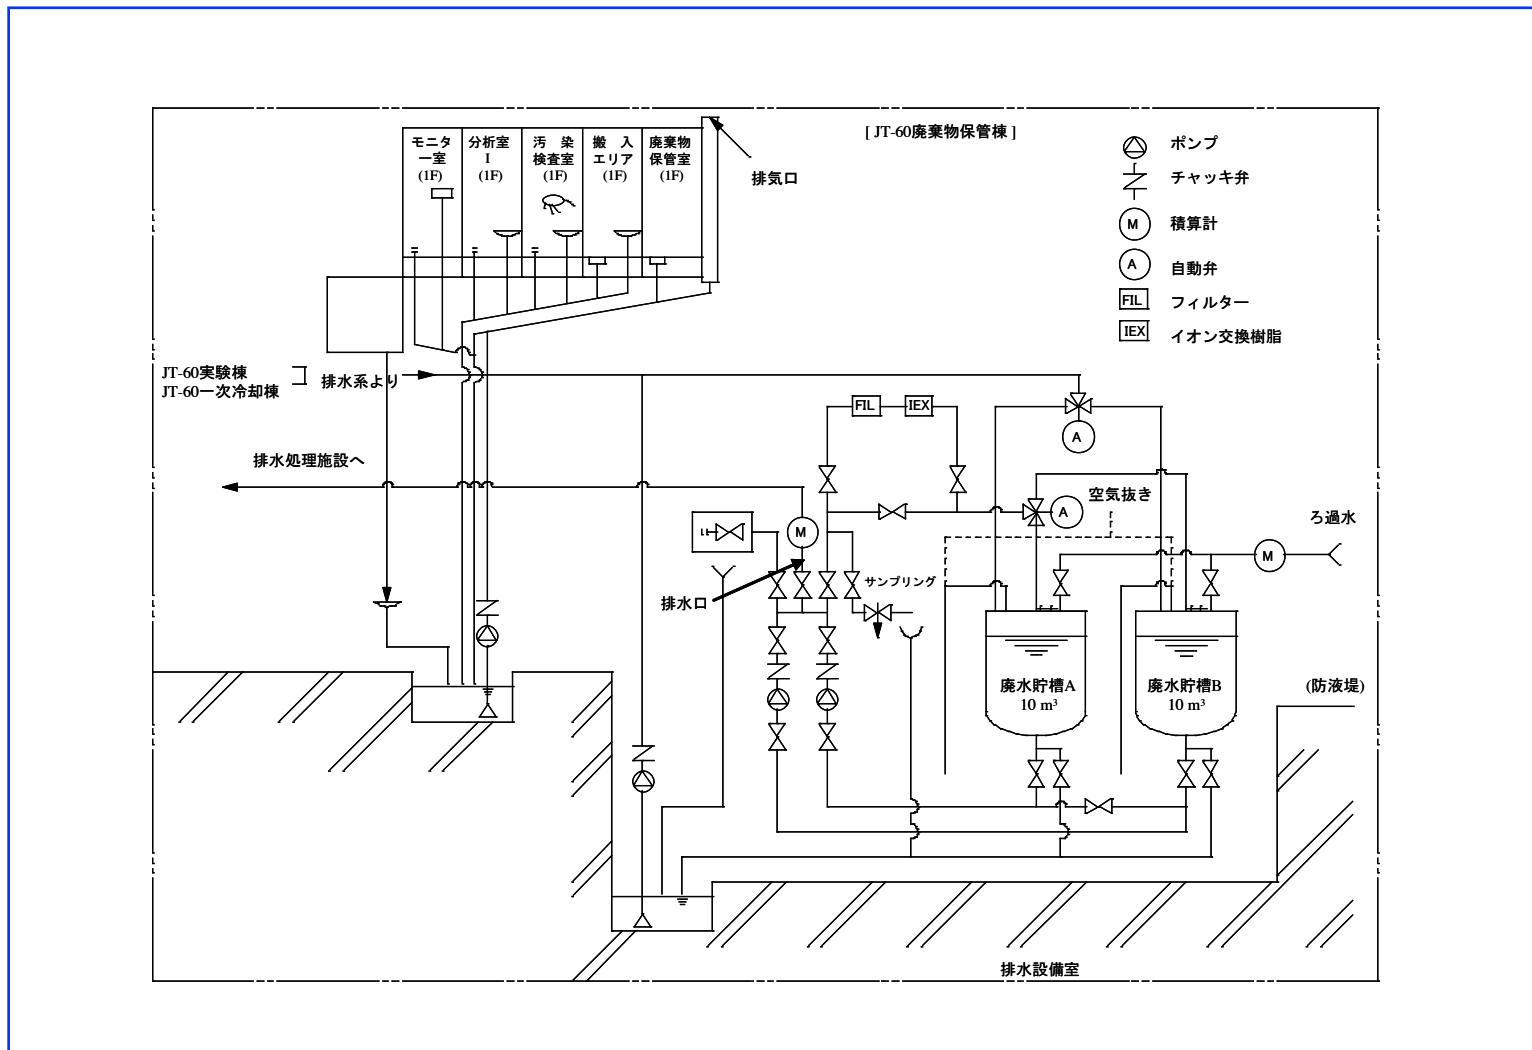 [ JT-60廃棄物保管棟 ]
モニタ
ー室
(1F)
分析室
I
(1F)
汚 染
検査室
(1F)
搬 入
エリア
(1F)
廃棄物
保管室
(1F)
排気口
ポンプ
チャッキ弁
M 積算計
A 自動弁
FIL フィルター
IEX イオン交換樹脂
JT-60実験棟
JT-60一次冷却棟
排水系より
FIL
IEX
A
排水処理施設へ
空気抜き
A
ろ過水
M
M
サンプリング
排水口
廃水貯槽A
10 m³
廃水貯槽B
10 m³
(防液堤)
排水設備室